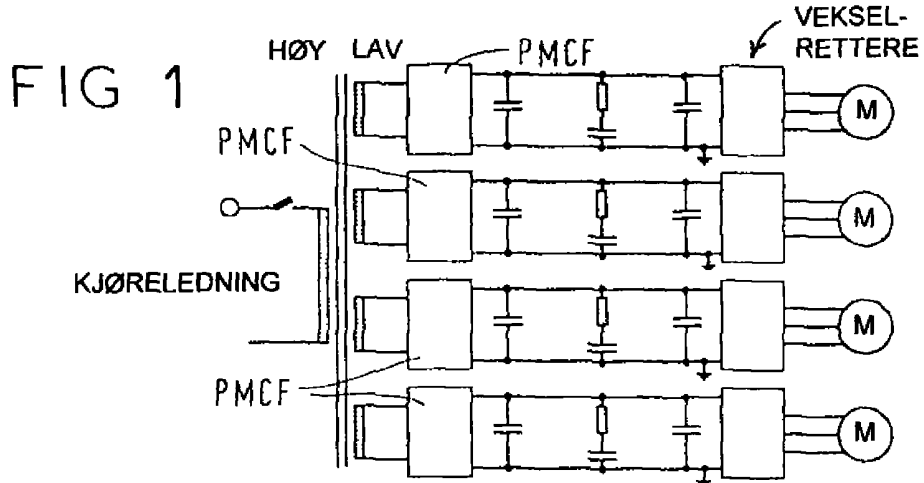 FIG 1
HØY LAV
PMCF
VEKSEL-
RETTERE
M
PMCF
M
KJØRELEDNING
M
PMCF
M